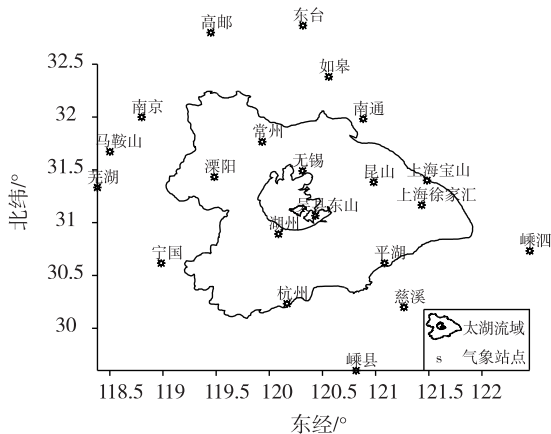 东台
高邮
32.5
如皋
32
南京
南通
常州
马鞍山
31.5
无锡
溧阳
昆山
上海宝山
芜湖
上海徐家汇
吴县东山
31
湖州
宁国
平湖
嵊泗
30.5
杭州
慈溪
30
太湖流域
s 气象站点
嵊县
北纬/°
118.5 119 119.5 120 120.5 121 121.5 122
东经/°